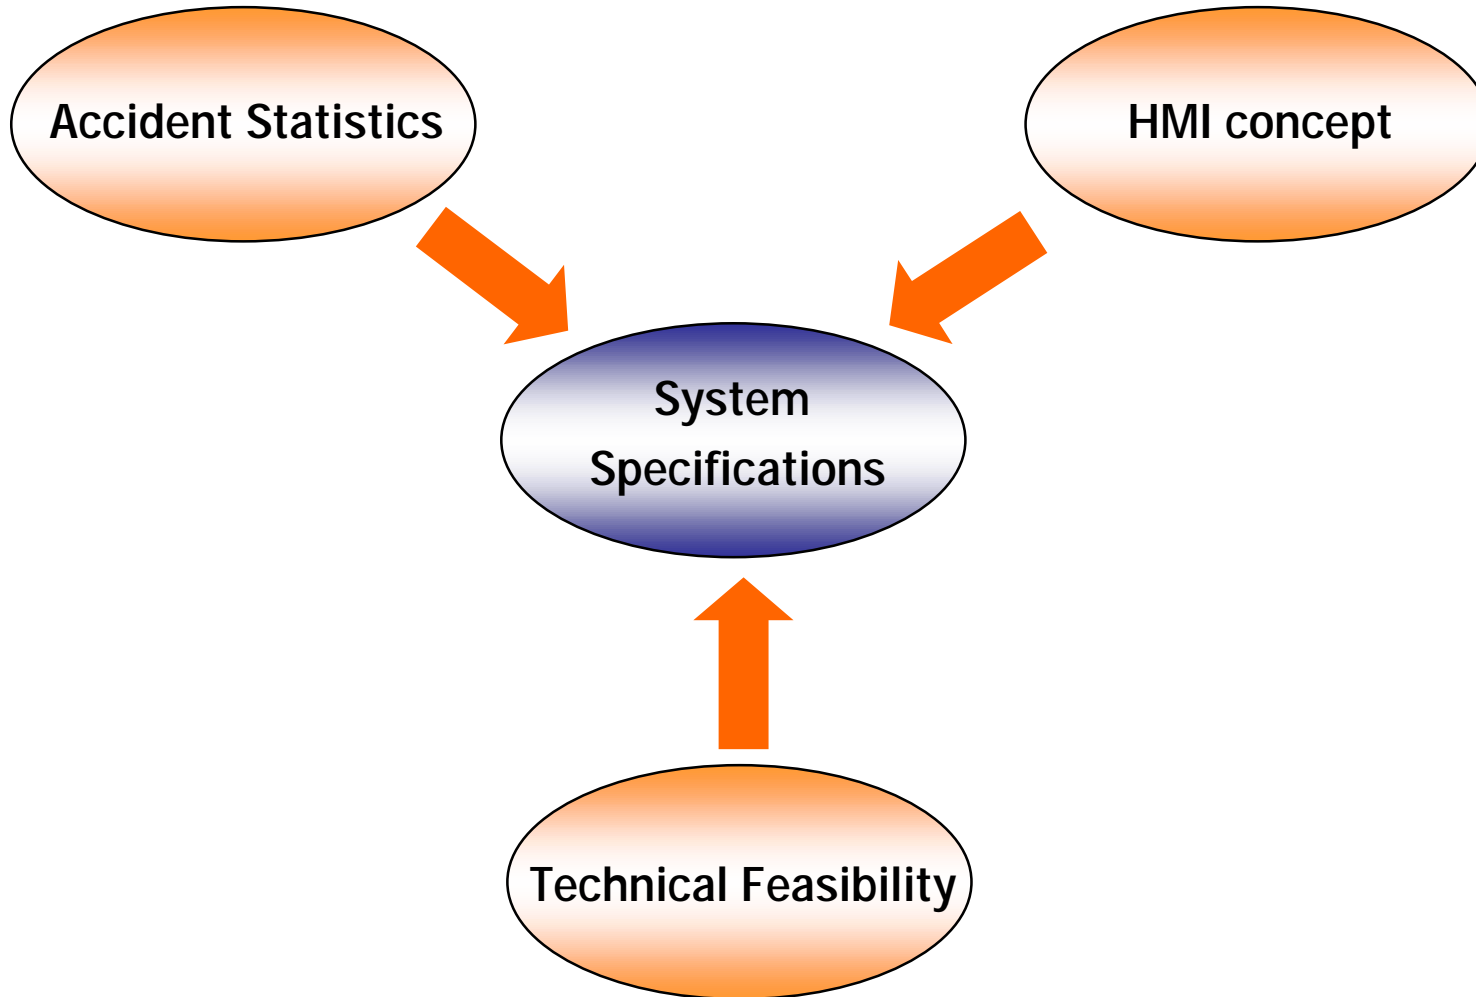 Accident Statistics
HMI concept
System
Specifications
Technical Feasibility